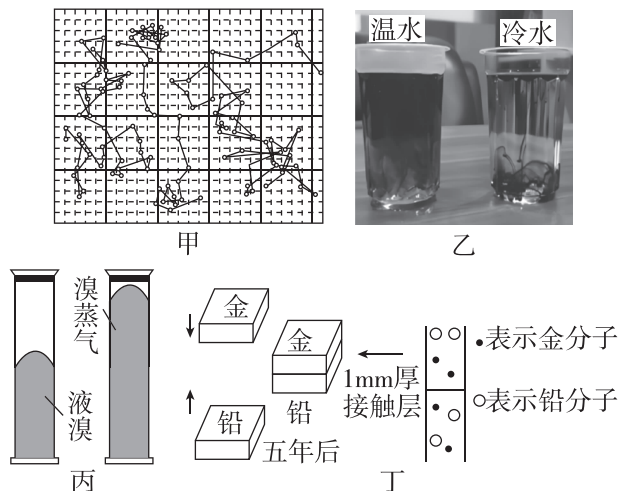 温水
冷水
甲
乙
溴蒸气
液溴
丙
金
铅
金
铅
五年后
1mm厚
接触层
表示金分子
表示铅分子
丁